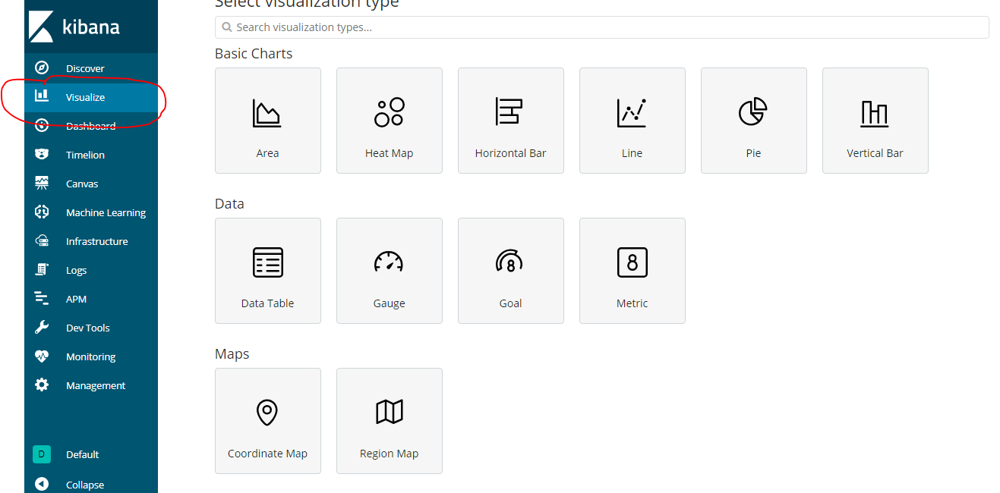 kibana
Discover
Visualize
Dashboard
Timelion
Canvas
Machine Learning
Infrastructure
Logs
APM
Dev Tools
Monitoring
Management
D Default
Collapse
Select visualization type
Search visualization types...
Basic Charts
Area Heat Map Horizontal Bar Line Pie Vertical Bar
8
Data
Data Table Gauge Goal Metric
Maps
Coordinate Map Region Map